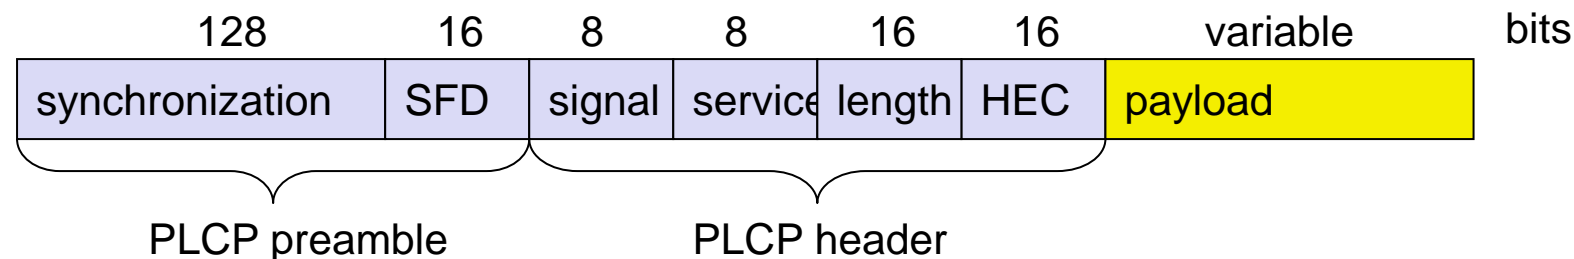 128 16 8 8 16 16 variable bits
synchronization SFD signal service length HEC payload
PLCP preamble PLCP header